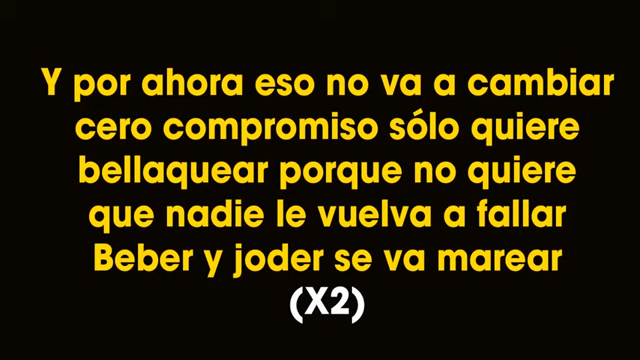 Y por ahora eso no va a cambiar
cero compromiso sólo quiere
bellaquear porque no quiere
que nadie le vuelva a fallar
Beber y joder se va marear
(X2)